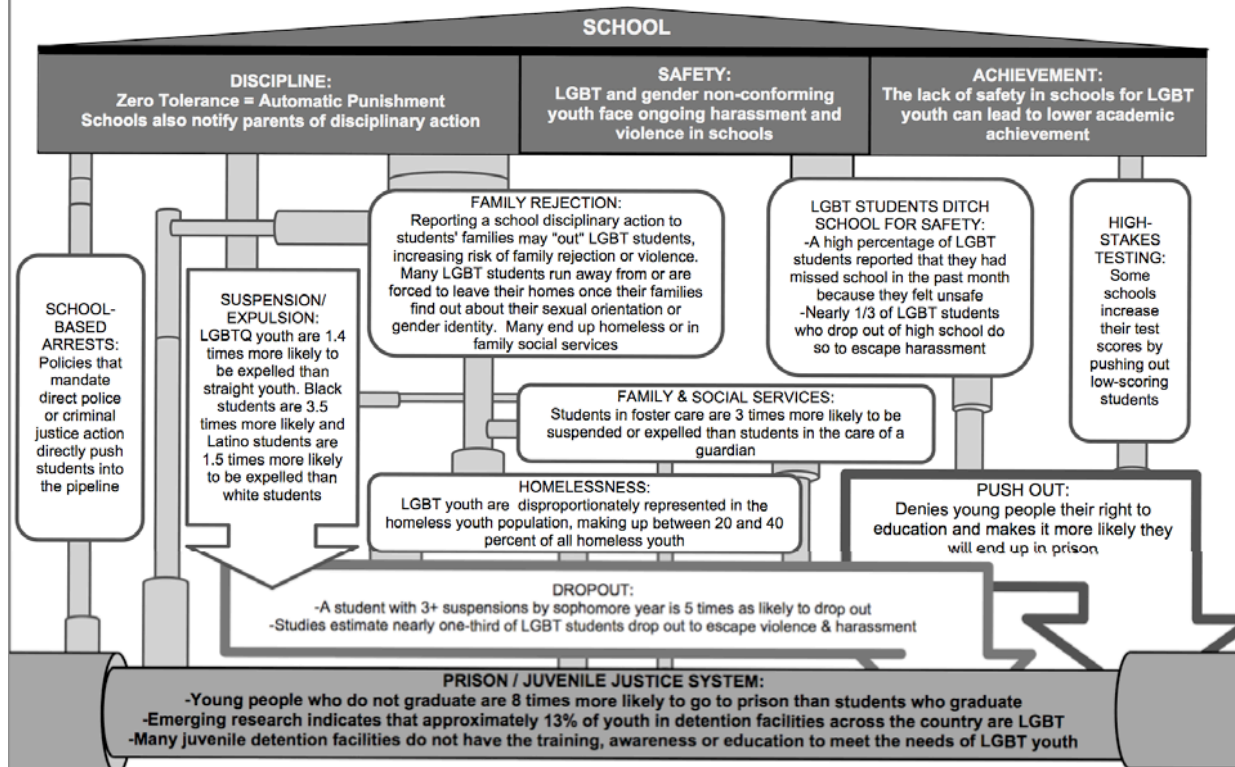 SCHOOL
DISCIPLINE:
Zero Tolerance = Automatic Punishment
Schools also notify parents of disciplinary action
SAFETY:
LGBT and gender non-conforming
youth face ongoing harassment and
violence in schools
ACHIEVEMENT:
The lack of safety in schools for LGBT
youth can lead to lower academic
achievement
SCHOOL-
BASED
ARRESTS:
Policies that
mandate
direct police
or criminal
justice action
directly push
students into
the pipeline
SUSPENSION/
EXPULSION:
LGBTQ youth are 1.4
times more likely to
be expelled than
straight youth. Black
students are 3.5
times more likely and
Latino students are
1.5 times more likely
to be expelled than
white students
FAMILY REJECTION:
Reporting a school disciplinary action to
students' families may "out" LGBT students,
increasing risk of family rejection or violence.
Many LGBT students run away from or are
forced to leave their homes once their families
find out about their sexual orientation or
gender identity. Many end up homeless or in
family social services
LGBT STUDENTS DITCH
SCHOOL FOR SAFETY:
-A high percentage of LGBT
students reported that they had
missed school in the past month
because they felt unsafe
-Nearly 1/3 of LGBT students
who drop out of high school do
so to escape harassment
HIGH-
STAKES
TESTING:
Some
schools
increase
their test
scores by
pushing out
low-scoring
students
FAMILY & SOCIAL SERVICES:
Students in foster care are 3 times more likely to be
suspended or expelled than students in the care of a
guardian
HOMELESSNESS:
LGBT youth are disproportionately represented in the
homeless youth population, making up between 20 and 40
percent of all homeless youth
PUSH OUT:
Denies young people their right to
education and makes it more likely they
will end up in prison
DROPOUT:
-A student with 3+ suspensions by sophomore year is 5 times as likely to drop out
-Studies estimate nearly one-third of LGBT students drop out to escape violence & harassment
PRISON / JUVENILE JUSTICE SYSTEM:
-Young people who do not graduate are 8 times more likely to go to prison than students who graduate
-Emerging research indicates that approximately 13% of youth in detention facilities across the country are LGBT
-Many juvenile detention facilities do not have the training, awareness or education to meet the needs of LGBT youth